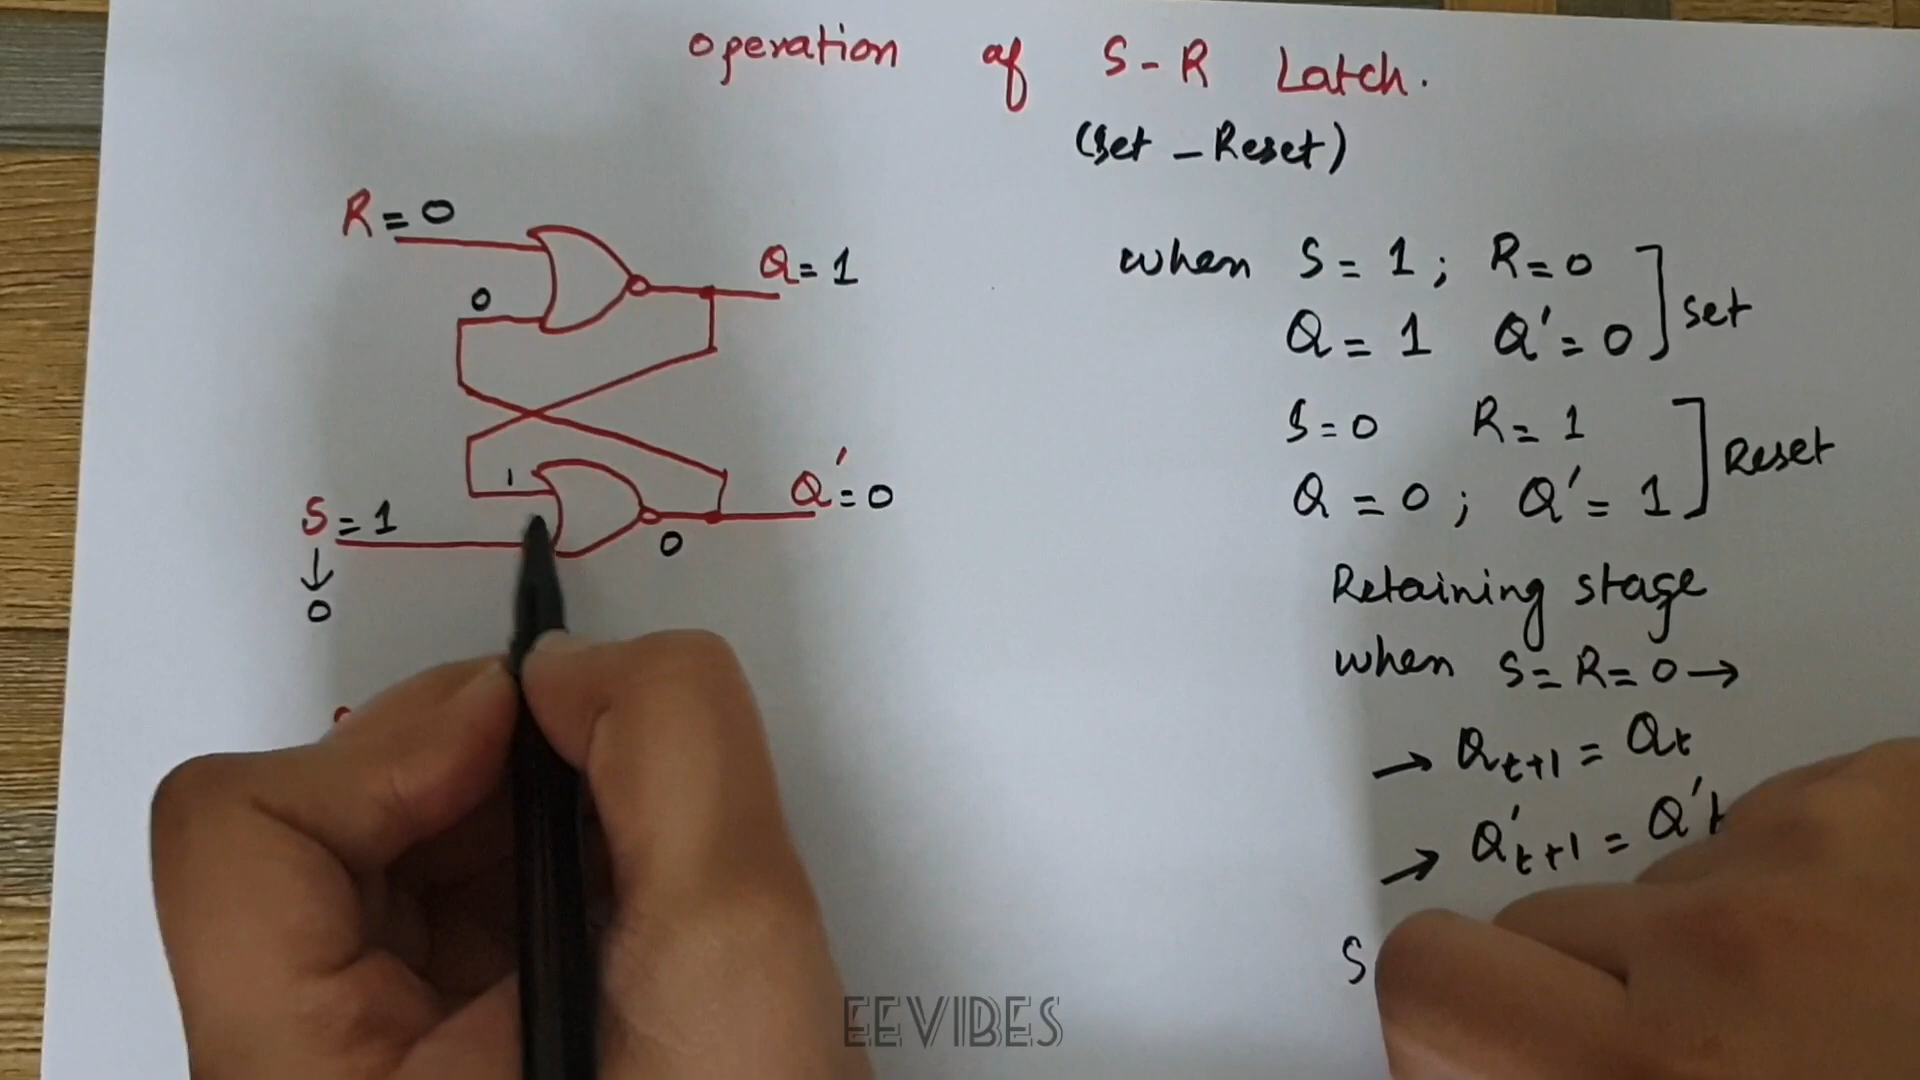 operation of S-R Latch.
(Set - Reset)
R = 0
Q = 1
0
1
S = 1
↓
0
0
Q' = 0
when S = 1 ; R = 0
Q = 1 Q' = 0
] Set
S = 0 R = 1
Q = 0 ; Q' = 1
] Reset
Retaining stage
when S = R = 0 →
→ Qt+1 = Qt
→ Q't+1 = Q't
S
EEVIBES